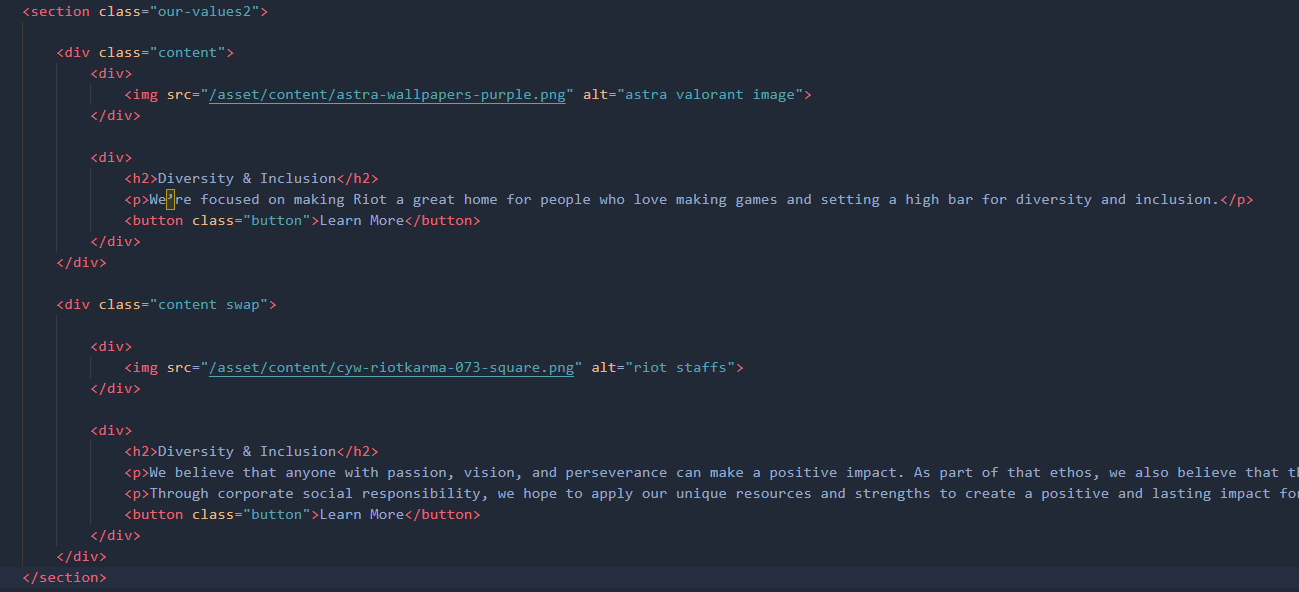 <section class="our-values2">
<div class="content">
<div>
<img src="/asset/content/astra-wallpapers-purple.png" alt="astra valorant image">
</div>
<div>
<h2>Diversity & Inclusion</h2>
<p>We’re focused on making Riot a great home for people who love making games and setting a high bar for diversity and inclusion.</p>
<button class="button">Learn More</button>
</div>
</div>
<div class="content swap">
<div>
<img src="/asset/content/cyw-riotkarma-073-square.png" alt="riot staffs">
</div>
<div>
<h2>Diversity & Inclusion</h2>
<p>We believe that anyone with passion, vision, and perseverance can make a positive impact. As part of that ethos, we also believe that
<p>Through corporate social responsibility, we hope to apply our unique resources and strengths to create a positive and lasting impact
<button class="button">Learn More</button>
</div>
</div>
</section>